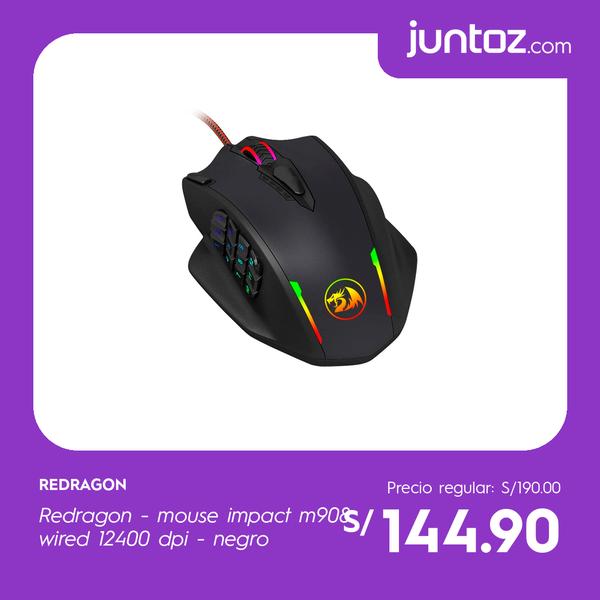 juntoz.com
REDRAGON
Precio regular: S/190.00
Redragon - mouse impact m908
wired 12400 dpi - negro
S/144.90